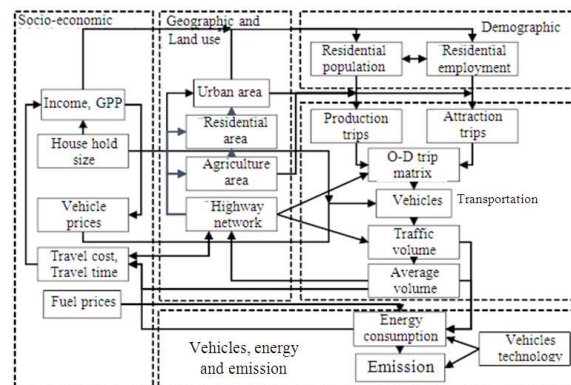 Socio-economic
Geographic and
Land use
Demographic
Residential
population
Residential
employment
Income, GPP
Urban area
Residential
area
Agriculture
area
House hold
size
Production
trips
Attraction
trips
O-D trip
matrix
Vehicles
Transportation
Vehicle
prices
Highway
network
Traffic
volume
Travel cost,
Travel time
Average
volume
Fuel prices
Energy
consumption
Vehicles, energy
and emission
Vehicles
technology
Emission